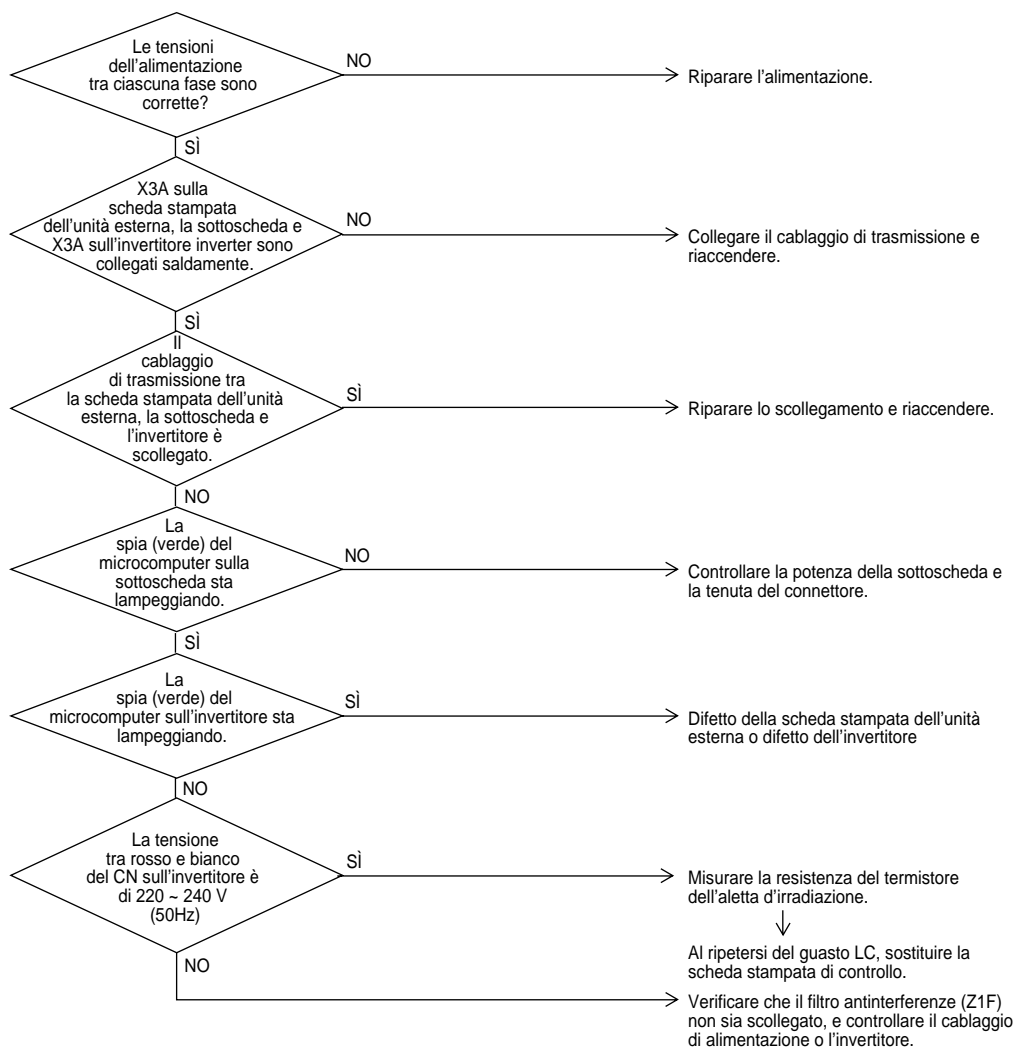 Le tensioni
dell'alimentazione
tra ciascuna fase sono
corrette?
NO
Riparare l'alimentazione.
SÌ
X3A sulla
scheda stampata
dell'unità esterna, la sottoscheda e
X3A sull'invertitore inverter sono
collegati saldamente.
NO
Collegare il cablaggio di trasmissione e
riaccendere.
SÌ
Il
cablaggio
di trasmissione tra
la scheda stampata dell'unità
esterna, la sottoscheda e
l'invertitore è
scollegato.
SÌ
Riparare lo scollegamento e riaccendere.
NO
La
spia (verde) del
microcomputer sulla
sottoscheda sta
lampeggiando.
NO
Controllare la potenza della sottoscheda e
la tenuta del connettore.
SÌ
La
spia (verde) del
microcomputer sull'invertitore sta
lampeggiando.
SÌ
Difetto della scheda stampata dell'unità
esterna o difetto dell'invertitore
NO
La tensione
tra rosso e bianco
del CN sull'invertitore è
di 220 ~ 240 V
(50Hz)
SÌ
Misurare la resistenza del termistore
dell'aletta d'irradiazione.
Al ripetersi del guasto LC, sostituire la
scheda stampata di controllo.
NO
Verificare che il filtro antinterferenze (Z1F)
non sia scollegato, e controllare il cablaggio
di alimentazione o l'invertitore.